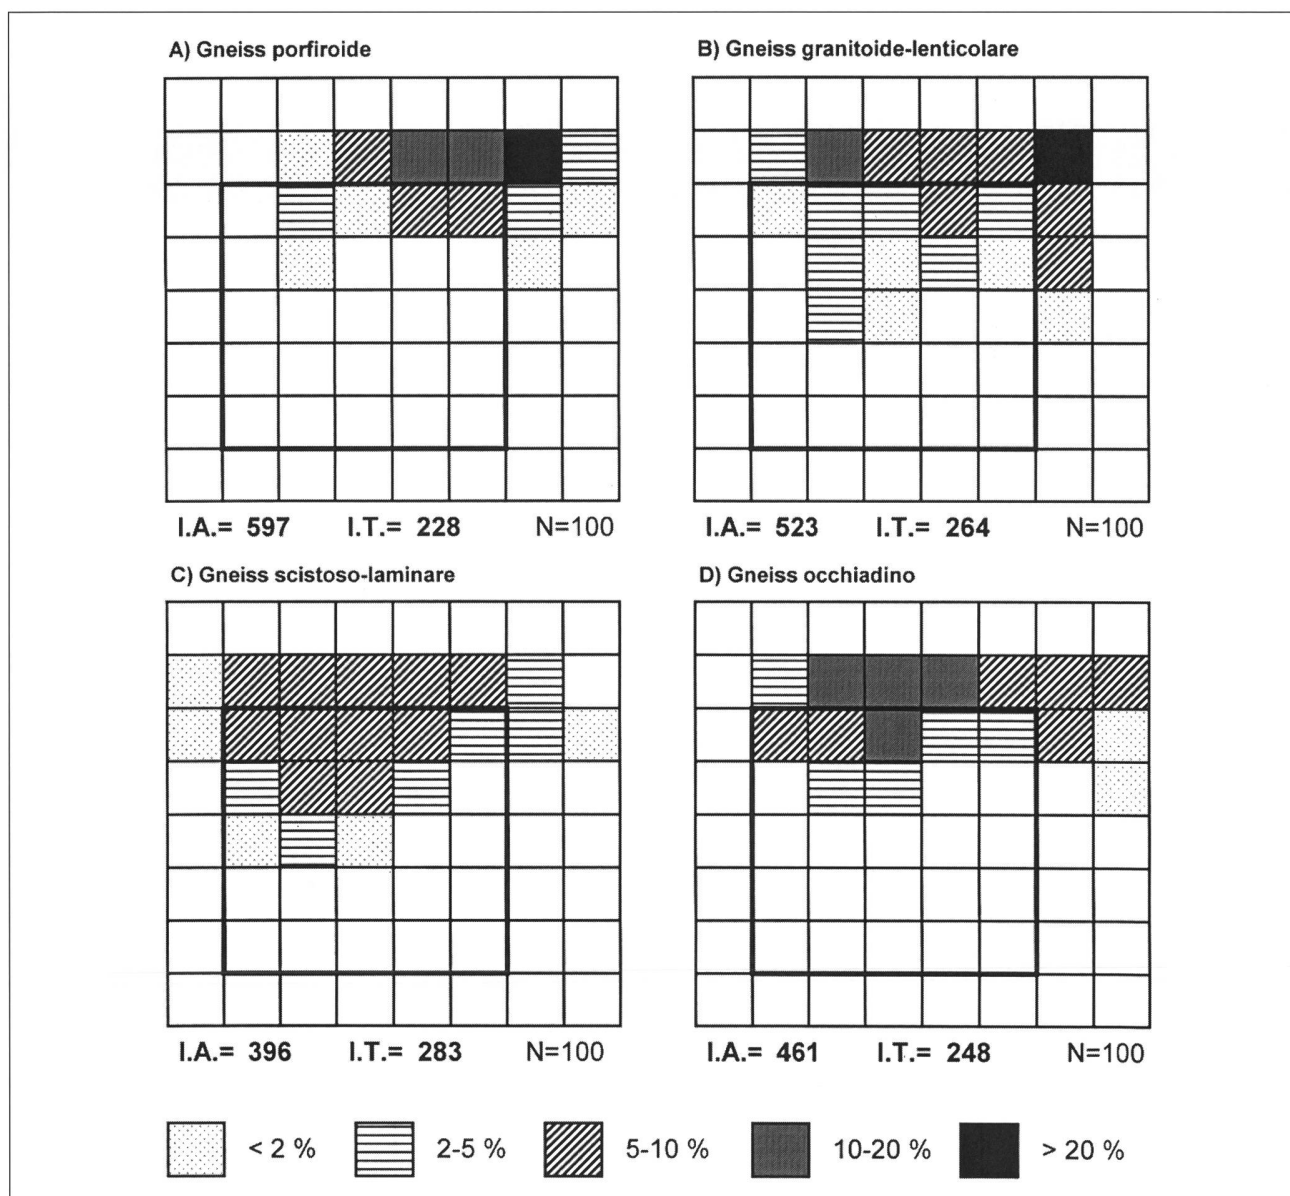 A) Gneiss porfiroide
B) Gneiss granitoide-lenticolare
I.A.= 597 I.T.= 228 N=100
I.A.= 523 I.T.= 264 N=100
C) Gneiss scistoso-laminare
D) Gneiss occhiadino
I.A.= 396 I.T.= 283 N=100
I.A.= 461 I.T.= 248 N=100
< 2 % 2-5 % 5-10 % 10-20 % > 20 %